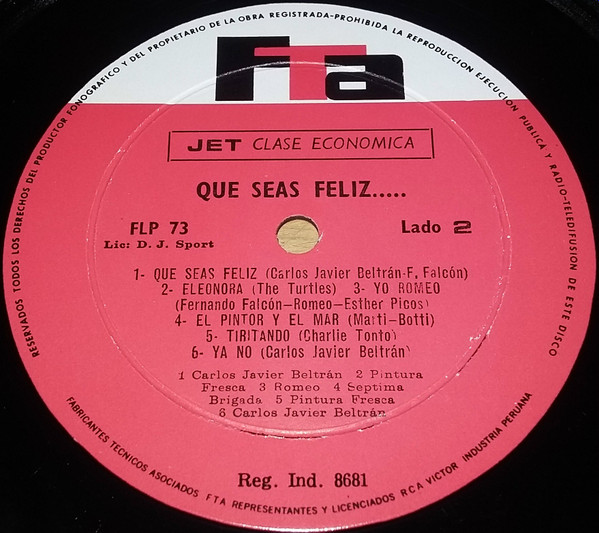 RESERVADOS TODOS LOS DERECHOS DEL PRODUCTOR FONOGRAFICO Y DEL PROPIETARIO DE LA OBRA REGISTRADA-PROHIBIDA LA REPRODUCCION EJECUCION PUBLICA Y RADIO-TELEDIFUSION DE ESTE DISCO
FTa
JET CLASE ECONOMICA
QUE SEAS FELIZ.....
FLP 73
Lado 2
Lic: D. J. Sport
1- QUE SEAS FELIZ (Carlos Javier Beltrán-F. Falcón)
2- ELEONORA (The Turtles) 3- YO ROMEO
(Fernando Falcón-Romeo-Esther Picos)
4- EL PINTOR Y EL MAR (Marti-Botti)
5- TIRITANDO (Charlie Tonto)
6- YA NO (Carlos Javier Beltrán)
1 Carlos Javier Beltrán 2 Pintura
Fresca 3 Romeo 4 Septima
Brigada 5 Pintura Fresca
6 Carlos Javier Beltrán
Reg. Ind. 8681
FABRICANTES TECNICOS ASOCIADOS FTA REPRESENTANTES Y LICENCIADOS RCA VICTOR INDUSTRIA PERUANA